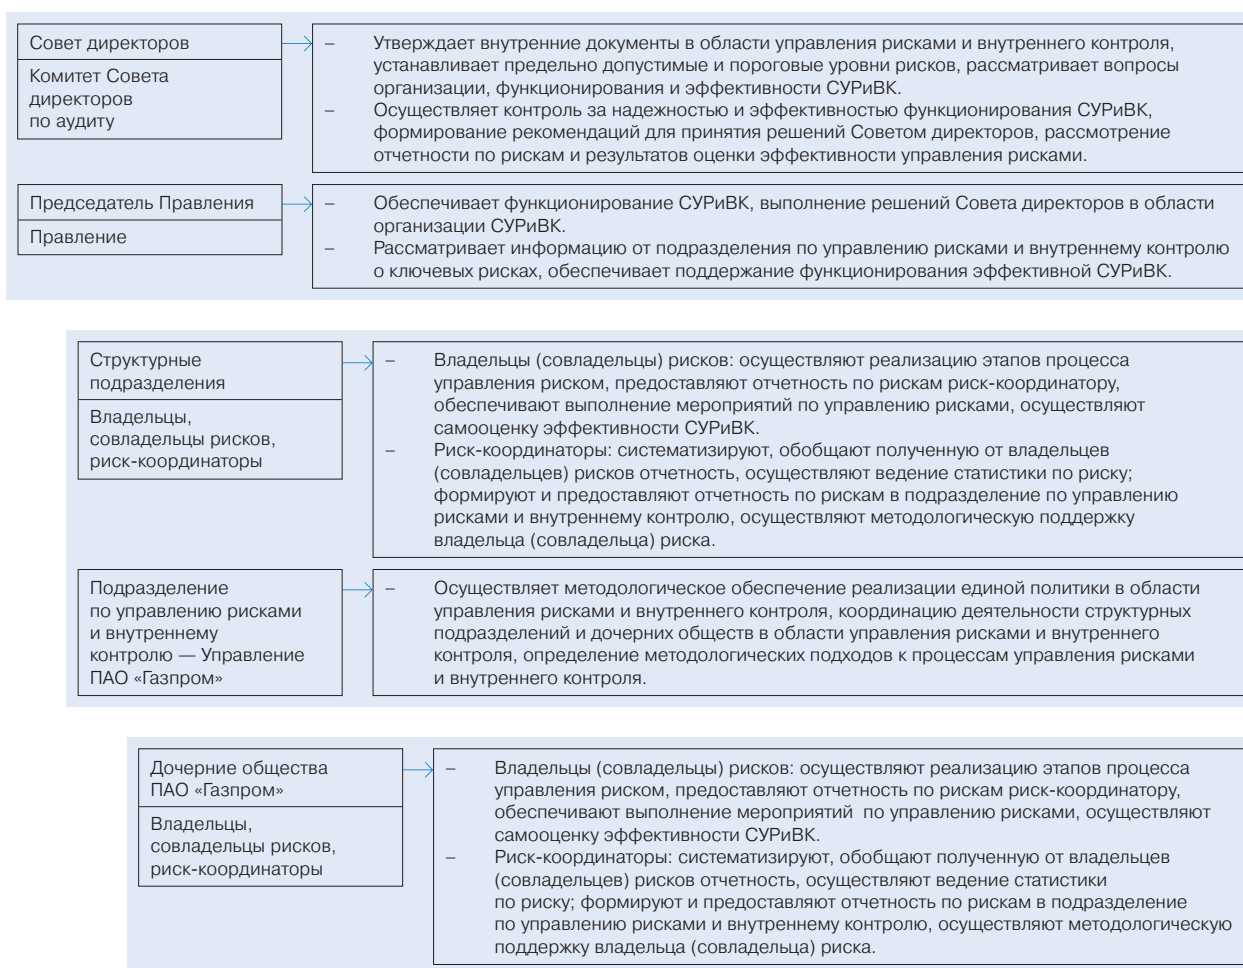 Совет директоров
Комитет Совета
директоров
по аудиту
– Утверждает внутренние документы в области управления рисками и внутреннего контроля,
устанавливает предельно допустимые и пороговые уровни рисков, рассматривает вопросы
организации, функционирования и эффективности СУРиВК.
– Осуществляет контроль за надежностью и эффективностью функционирования СУРиВК,
формирование рекомендаций для принятия решений Советом директоров, рассмотрение
отчетности по рискам и результатов оценки эффективности управления рисками.
Председатель Правления
Правление
– Обеспечивает функционирование СУРиВК, выполнение решений Совета директоров в области
организации СУРиВК.
– Рассматривает информацию от подразделения по управлению рисками и внутреннему контролю
о ключевых рисках, обеспечивает поддержание функционирования эффективной СУРиВК.
Структурные
подразделения
Владельцы,
совладельцы рисков,
риск-координаторы
– Владельцы (совладельцы) рисков: осуществляют реализацию этапов процесса
управления риском, предоставляют отчетность по рискам риск-координатору,
обеспечивают выполнение мероприятий по управлению рисками, осуществляют
самооценку эффективности СУРиВК.
– Риск-координаторы: систематизируют, обобщают полученную от владельцев
(совладельцев) рисков отчетность, осуществляют ведение статистики по риску;
формируют и предоставляют отчетность по рискам в подразделение по управлению
рисками и внутреннему контролю, осуществляют методологическую поддержку
владельца (совладельца) риска.
Подразделение
по управлению рисками
и внутреннему
контролю — Управление
ПАО «Газпром»
– Осуществляет методологическое обеспечение реализации единой политики в области
управления рисками и внутреннего контроля, координацию деятельности структурных
подразделений и дочерних обществ в области управления рисками и внутреннего
контроля, определение методологических подходов к процессам управления рисками
и внутреннего контроля.
Дочерние общества
ПАО «Газпром»
Владельцы,
совладельцы рисков,
риск-координаторы
– Владельцы (совладельцы) рисков: осуществляют реализацию этапов процесса
управления риском, предоставляют отчетность по рискам риск-координатору,
обеспечивают выполнение мероприятий по управлению рисками, осуществляют
самооценку эффективности СУРиВК.
– Риск-координаторы: систематизируют, обобщают полученную от владельцев
(совладельцев) рисков отчетность, осуществляют ведение статистики
по риску; формируют и предоставляют отчетность по рискам в подразделение
по управлению рисками и внутреннему контролю, осуществляют методологическую
поддержку владельца (совладельца) риска.